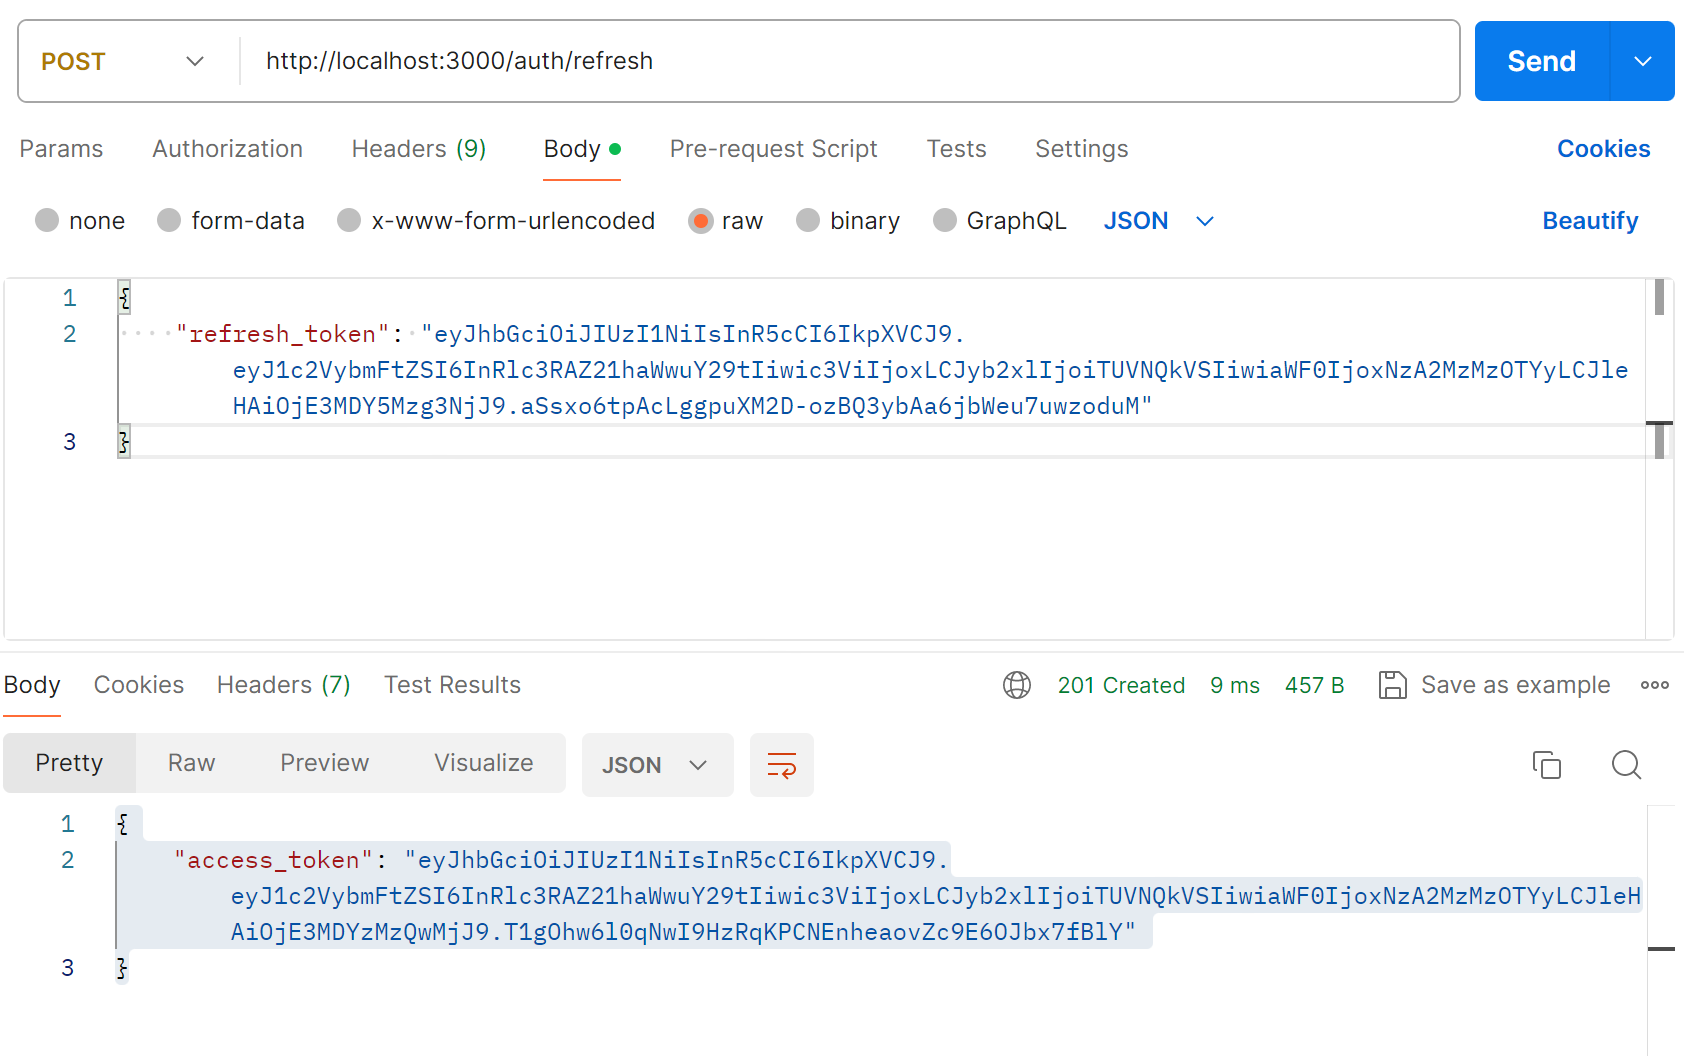 POST http://localhost:3000/auth/refresh Send
Params Authorization Headers (9) Body Pre-request Script Tests Settings Cookies
none form-data x-www-form-urlencoded raw binary GraphQL JSON Beautify
1 {
2 "refresh_token": "eyJhbGciOiJIUzI1NiIsInR5cCI6IkpXVCJ9.
eyJ1c2VybmFtZSI6InRlc3RAZ21haWwuY29tIiwic3ViIjoxLCJyb2xlIjoiTUVNQkVSIiwiaWF0IjoxNzA2MzMzOTYyLCJle
HAiOjE3MDY5Mzg3NjJ9.aSsxo6tpAcLggpuXM2D-ozBQ3ybAa6jbWeu7uwzoduM"
3 }
Body Cookies Headers (7) Test Results 201 Created 9 ms 457 B Save as example
Pretty Raw Preview Visualize JSON
1 {
2 "access_token": "eyJhbGciOiJIUzI1NiIsInR5cCI6IkpXVCJ9.
eyJ1c2VybmFtZSI6InRlc3RAZ21haWwuY29tIiwic3ViIjoxLCJyb2xlIjoiTUVNQkVSIiwiaWF0IjoxNzA2MzMzOTYyLCJleH
AiOjE3MDYzMzQwMjJ9.T1gOhw6l0qNwI9HzRqKPCNEnheaovZc9E6OJbx7fBlY"
3 }